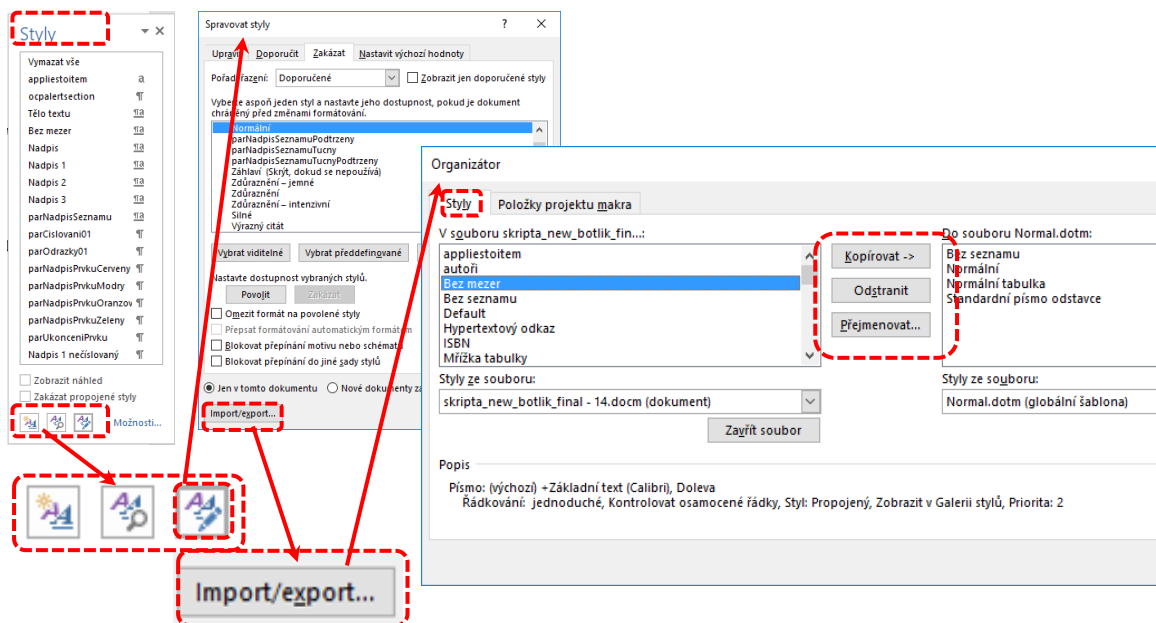 Styly
Vymazat vše
appliestoitem a
ocpalertsection ¶
Tělo textu ¶a
Bez mezer ¶a
Nadpis ¶a
Nadpis 1 ¶a
Nadpis 2 ¶a
Nadpis 3 ¶a
parNadpisSeznamu ¶a
parCislovani01 ¶
parOdrazky01 ¶
parNadpisPrvkuCerveny ¶
parNadpisPrvkuModry ¶
parNadpisPrvkuOranzov ¶
parNadpisPrvkuZeleny ¶
parUkonceniPrvku ¶
Nadpis 1 nečíslovaný ¶
Zobrazit náhled
Zakázat propojené styly
Možnosti...
Spravovat styly ?
Upravit Doporučit Zakázat Nastavit výchozí hodnoty
Pořadí řazení: Doporučené Zobrazit jen doporučené styly
Vyberte aspoň jeden styl a nastavte jeho dostupnost, pokud je dokument
chráněný před změnami formátování.
Normální
parNadpisSeznamuPodtrzeny
parNadpisSeznamuTucny
parNadpisSeznamuTucnyPodtrzeny
Záhlaví (Skrýt, dokud se nepoužívá)
Zdůraznění – jemné
Zdůraznění
Zdůraznění – intenzivní
Silné
Výrazný citát
Vybrat viditelné Vybrat předdefingvané
Nastavte dostupnost vybraných stylů.
Povolit Zakázat
Omezit formát na povolené styly
Přepsat formátování automatickým formátem
Blokovat přepínání motivu nebo schématu
Blokovat přepínání do jiné sady stylů
Jen v tomto dokumentu Nové dokumenty za
Import/export...
Import/export...
Organizátor
Styly Položky projektu makra
V souboru skripta_new_botlik_fin...:
appliestoitem
autoři
Bez mezer
Bez seznamu
Default
Hypertextový odkaz
ISBN
Mřížka tabulky
Kopírovat ->
Odstranit
Přejmenovat...
Do souboru Normal.dotm:
Bez seznamu
Normální
Normální tabulka
Standardní písmo odstavce
Styly ze souboru:
skripta_new_botlik_final - 14.docm (dokument)
Zavřít soubor
Styly ze souboru:
Normal.dotm (globální šablona)
Popis
Písmo: (výchozí) +Základní text (Calibri), Doleva
Řádkování: jednoduché, Kontrolovat osamocené řádky, Styl: Propojený, Zobrazit v Galerii stylů, Priorita: 2